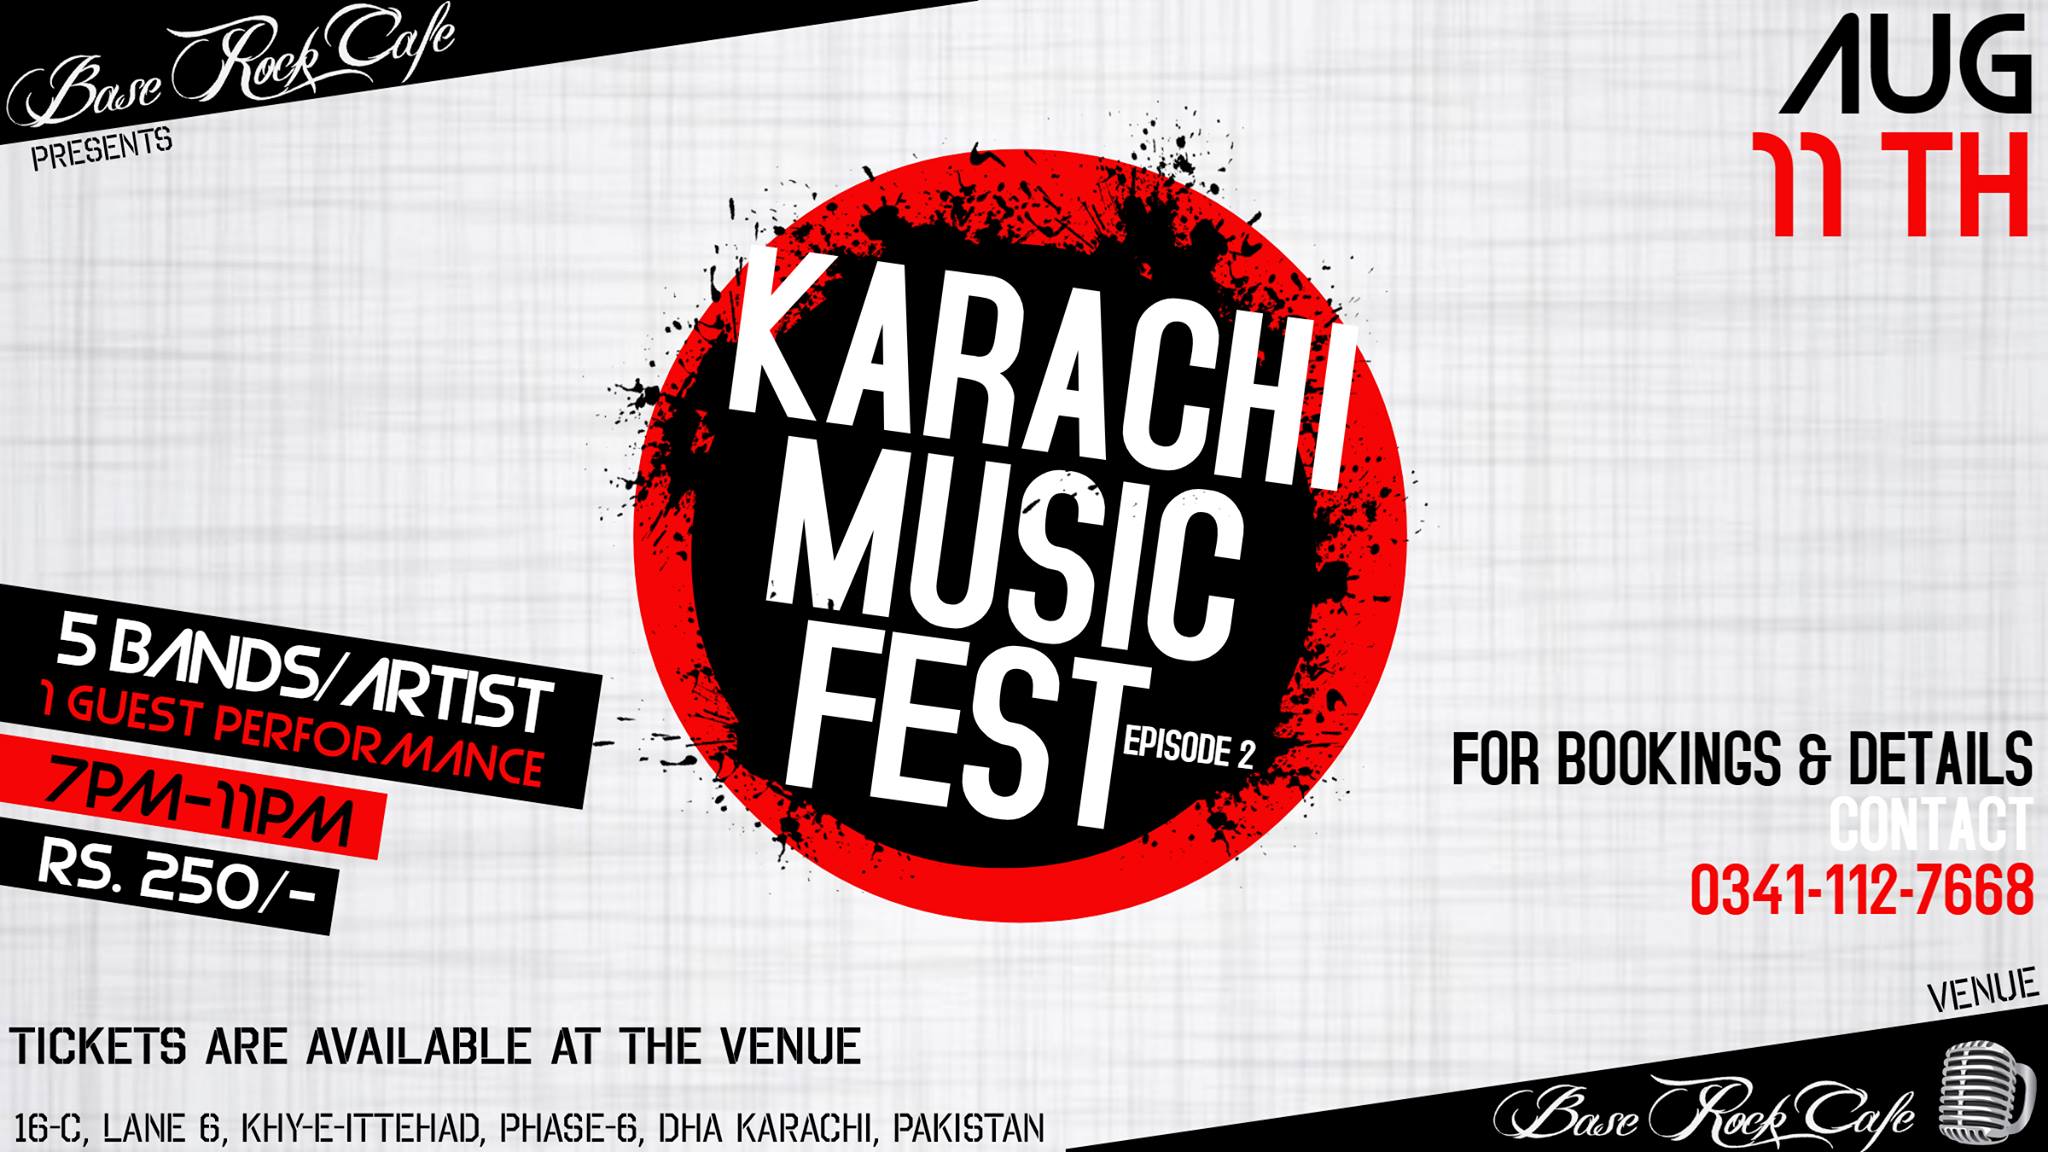 Base Rock Cafe
PRESENTS
AUG
11 TH
KARACHI
MUSIC
FEST
EPISODE 2
5 BANDS/ARTIST
1 GUEST PERFORMANCE
7PM-11PM
RS. 250/-
FOR BOOKINGS & DETAILS
CONTACT
0341-112-7668
TICKETS ARE AVAILABLE AT THE VENUE
16-C, LANE 6, KHY-E-ITTEHAD, PHASE-6, DHA KARACHI, PAKISTAN
VENUE
Base Rock Cafe